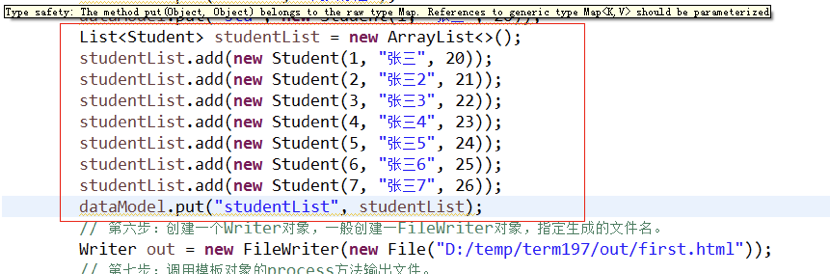 Type safety: The method put(Object, Object) belongs to the raw type Map. References to generic type Map<K,V> should be parameterized
List<Student> studentList = new ArrayList<>();
studentList.add(new Student(1, "张三", 20));
studentList.add(new Student(2, "张三2", 21));
studentList.add(new Student(3, "张三3", 22));
studentList.add(new Student(4, "张三4", 23));
studentList.add(new Student(5, "张三5", 24));
studentList.add(new Student(6, "张三6", 25));
studentList.add(new Student(7, "张三7", 26));
dataModel.put("studentList", studentList);
// 第六步：创建一个Writer对象，一般创建一FileWriter对象，指定生成的文件名。
Writer out = new FileWriter(new File("D:/temp/term197/out/first.html"));
// 第七步：调用模板对象的process方法输出文件。